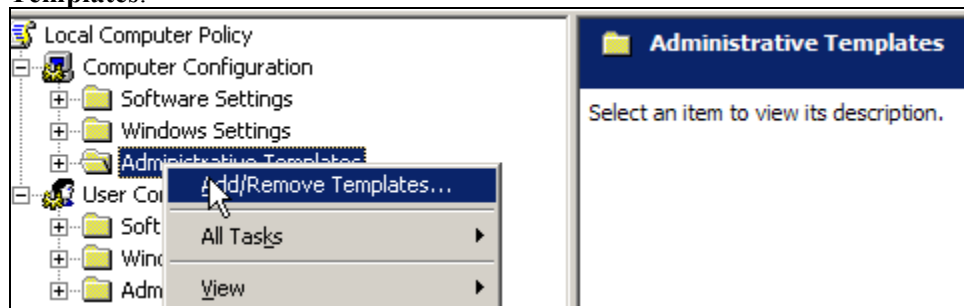 Templates.
Local Computer Policy
Computer Configuration
Software Settings
Windows Settings
Administrative Templates
Add/Remove Templates...
User Co
Soft
All Tasks
Wind
Adm
View
Administrative Templates
Select an item to view its description.